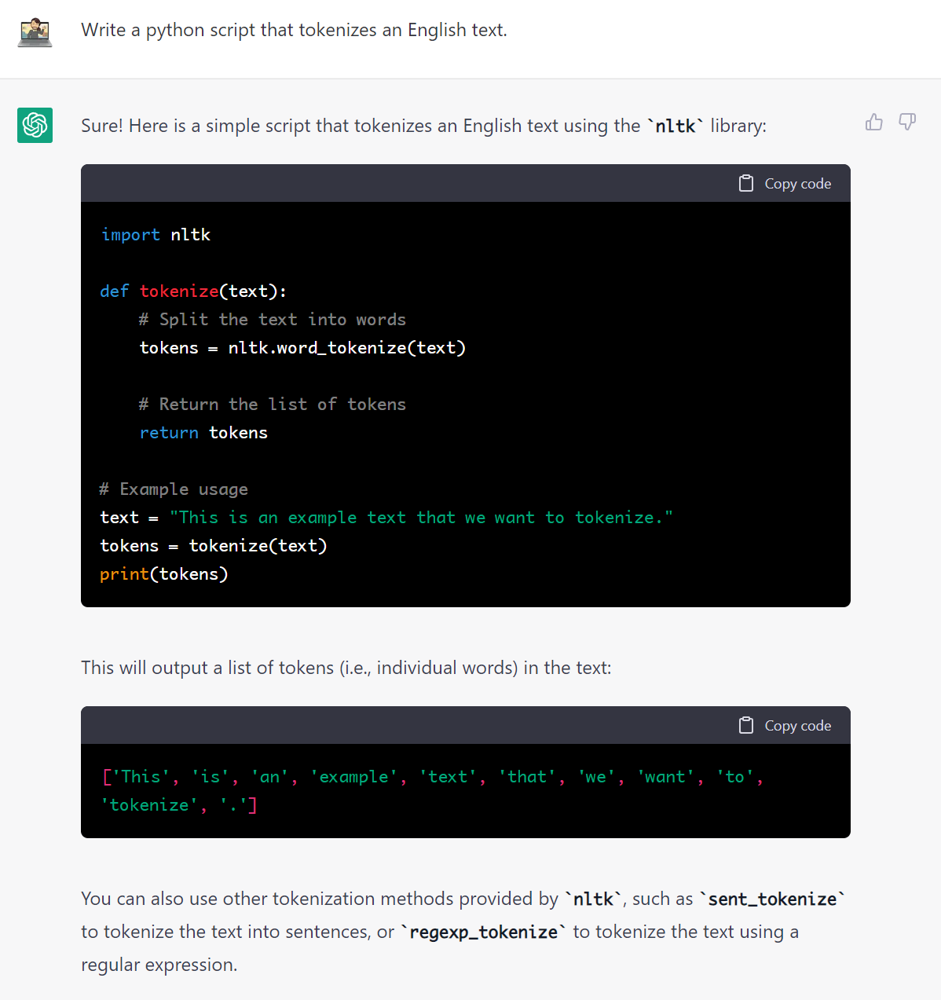 Write a python script that tokenizes an English text.
Sure! Here is a simple script that tokenizes an English text using the `nltk` library:
Copy code
import nltk
def tokenize(text):
    # Split the text into words
    tokens = nltk.word_tokenize(text)
    # Return the list of tokens
    return tokens
# Example usage
text = "This is an example text that we want to tokenize."
tokens = tokenize(text)
print(tokens)
This will output a list of tokens (i.e., individual words) in the text:
Copy code
['This', 'is', 'an', 'example', 'text', 'that', 'we', 'want', 'to',
'tokenize', '.']
You can also use other tokenization methods provided by `nltk`, such as `sent_tokenize`
to tokenize the text into sentences, or `regexp_tokenize` to tokenize the text using a
regular expression.